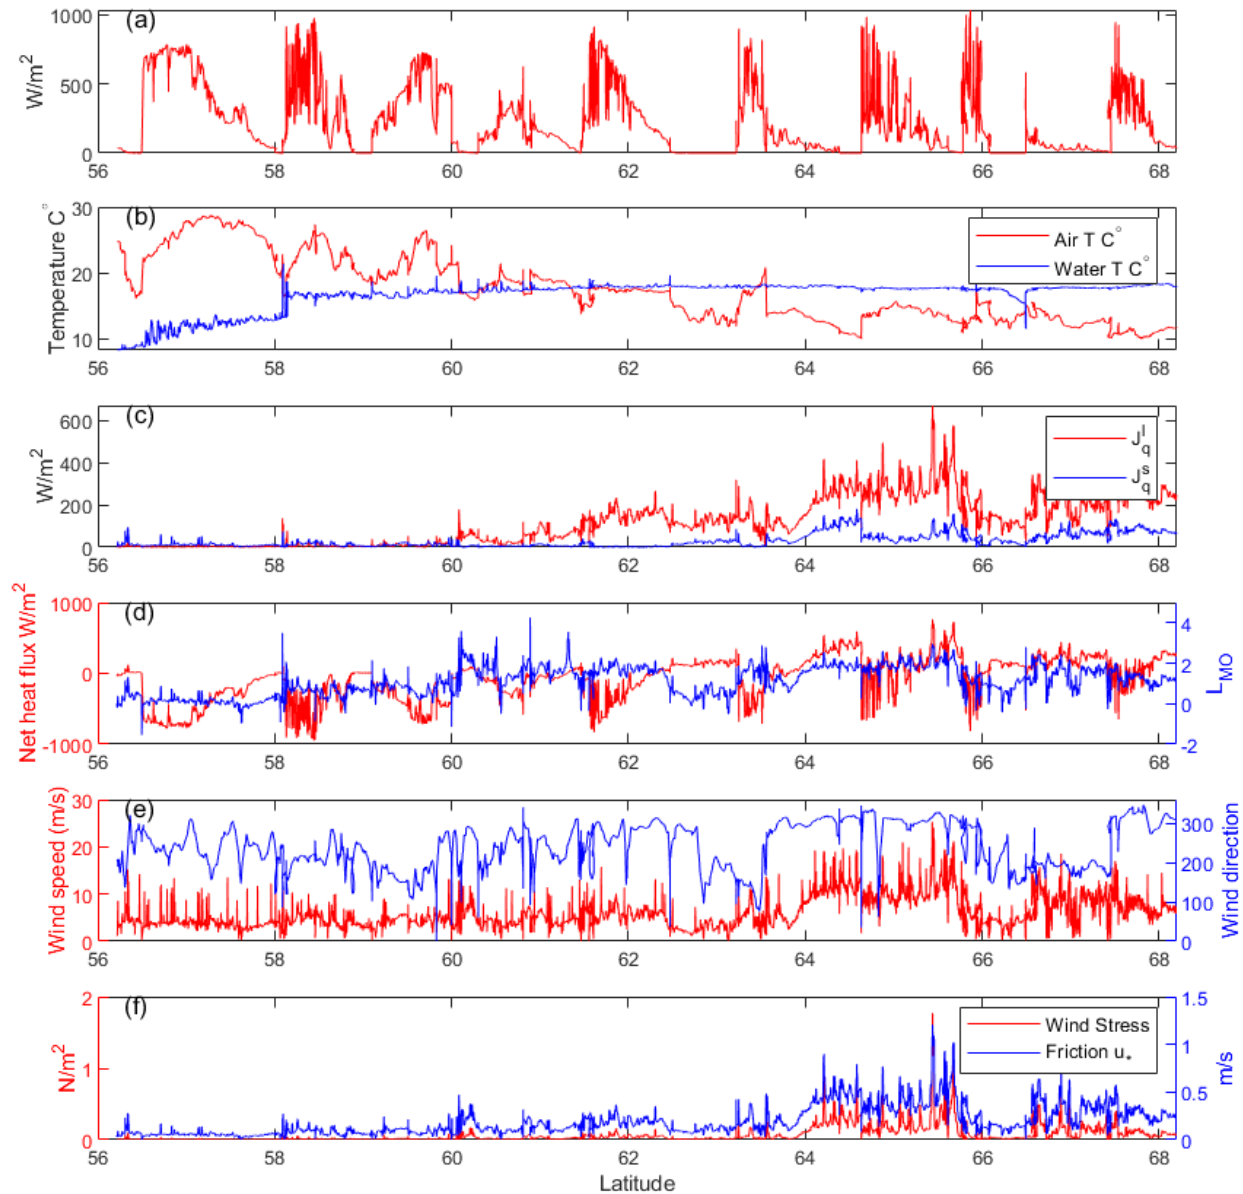 (a)
W/m2
1000
500
0
56 58 60 62 64 66 68
(b)
Temperature C°
30
20
10
Air T C°
Water T C°
56 58 60 62 64 66 68
(c)
W/m2
600
400
200
0
Jql
Jqs
56 58 60 62 64 66 68
(d)
Net heat flux W/m2
1000
0
-1000
4
2
0
-2
LMO
56 58 60 62 64 66 68
(e)
Wind speed (m/s)
30
20
10
0
300
200
100
0
Wind direction
56 58 60 62 64 66 68
(f)
N/m2
2
1
0
Wind Stress
Friction u*
1.5
1
0.5
0
m/s
56 58 60 62 64 66 68
Latitude